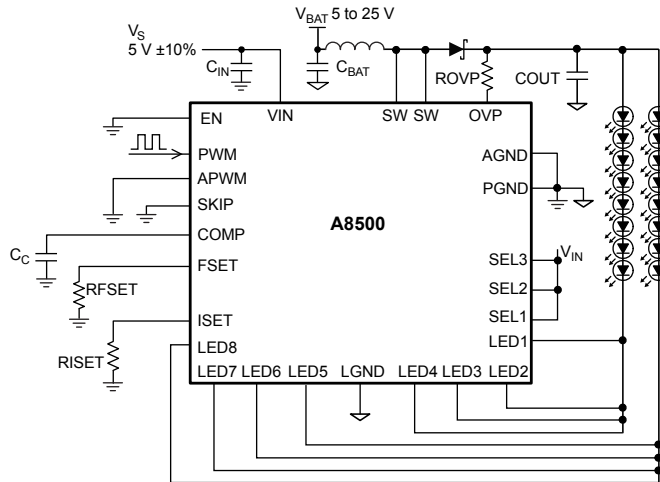 V_BAT 5 to 25 V
V_S
5 V ±10%
C_IN
C_BAT
ROVP
COUT
VIN
SW
SW
OVP
EN
PWM
APWM
SKIP
COMP
FSET
ISET
LED8
A8500
AGND
PGND
SEL3
SEL2
SEL1
LED1
V_IN
C_C
RFSET
RISET
LED7
LED6
LED5
LGND
LED4
LED3
LED2